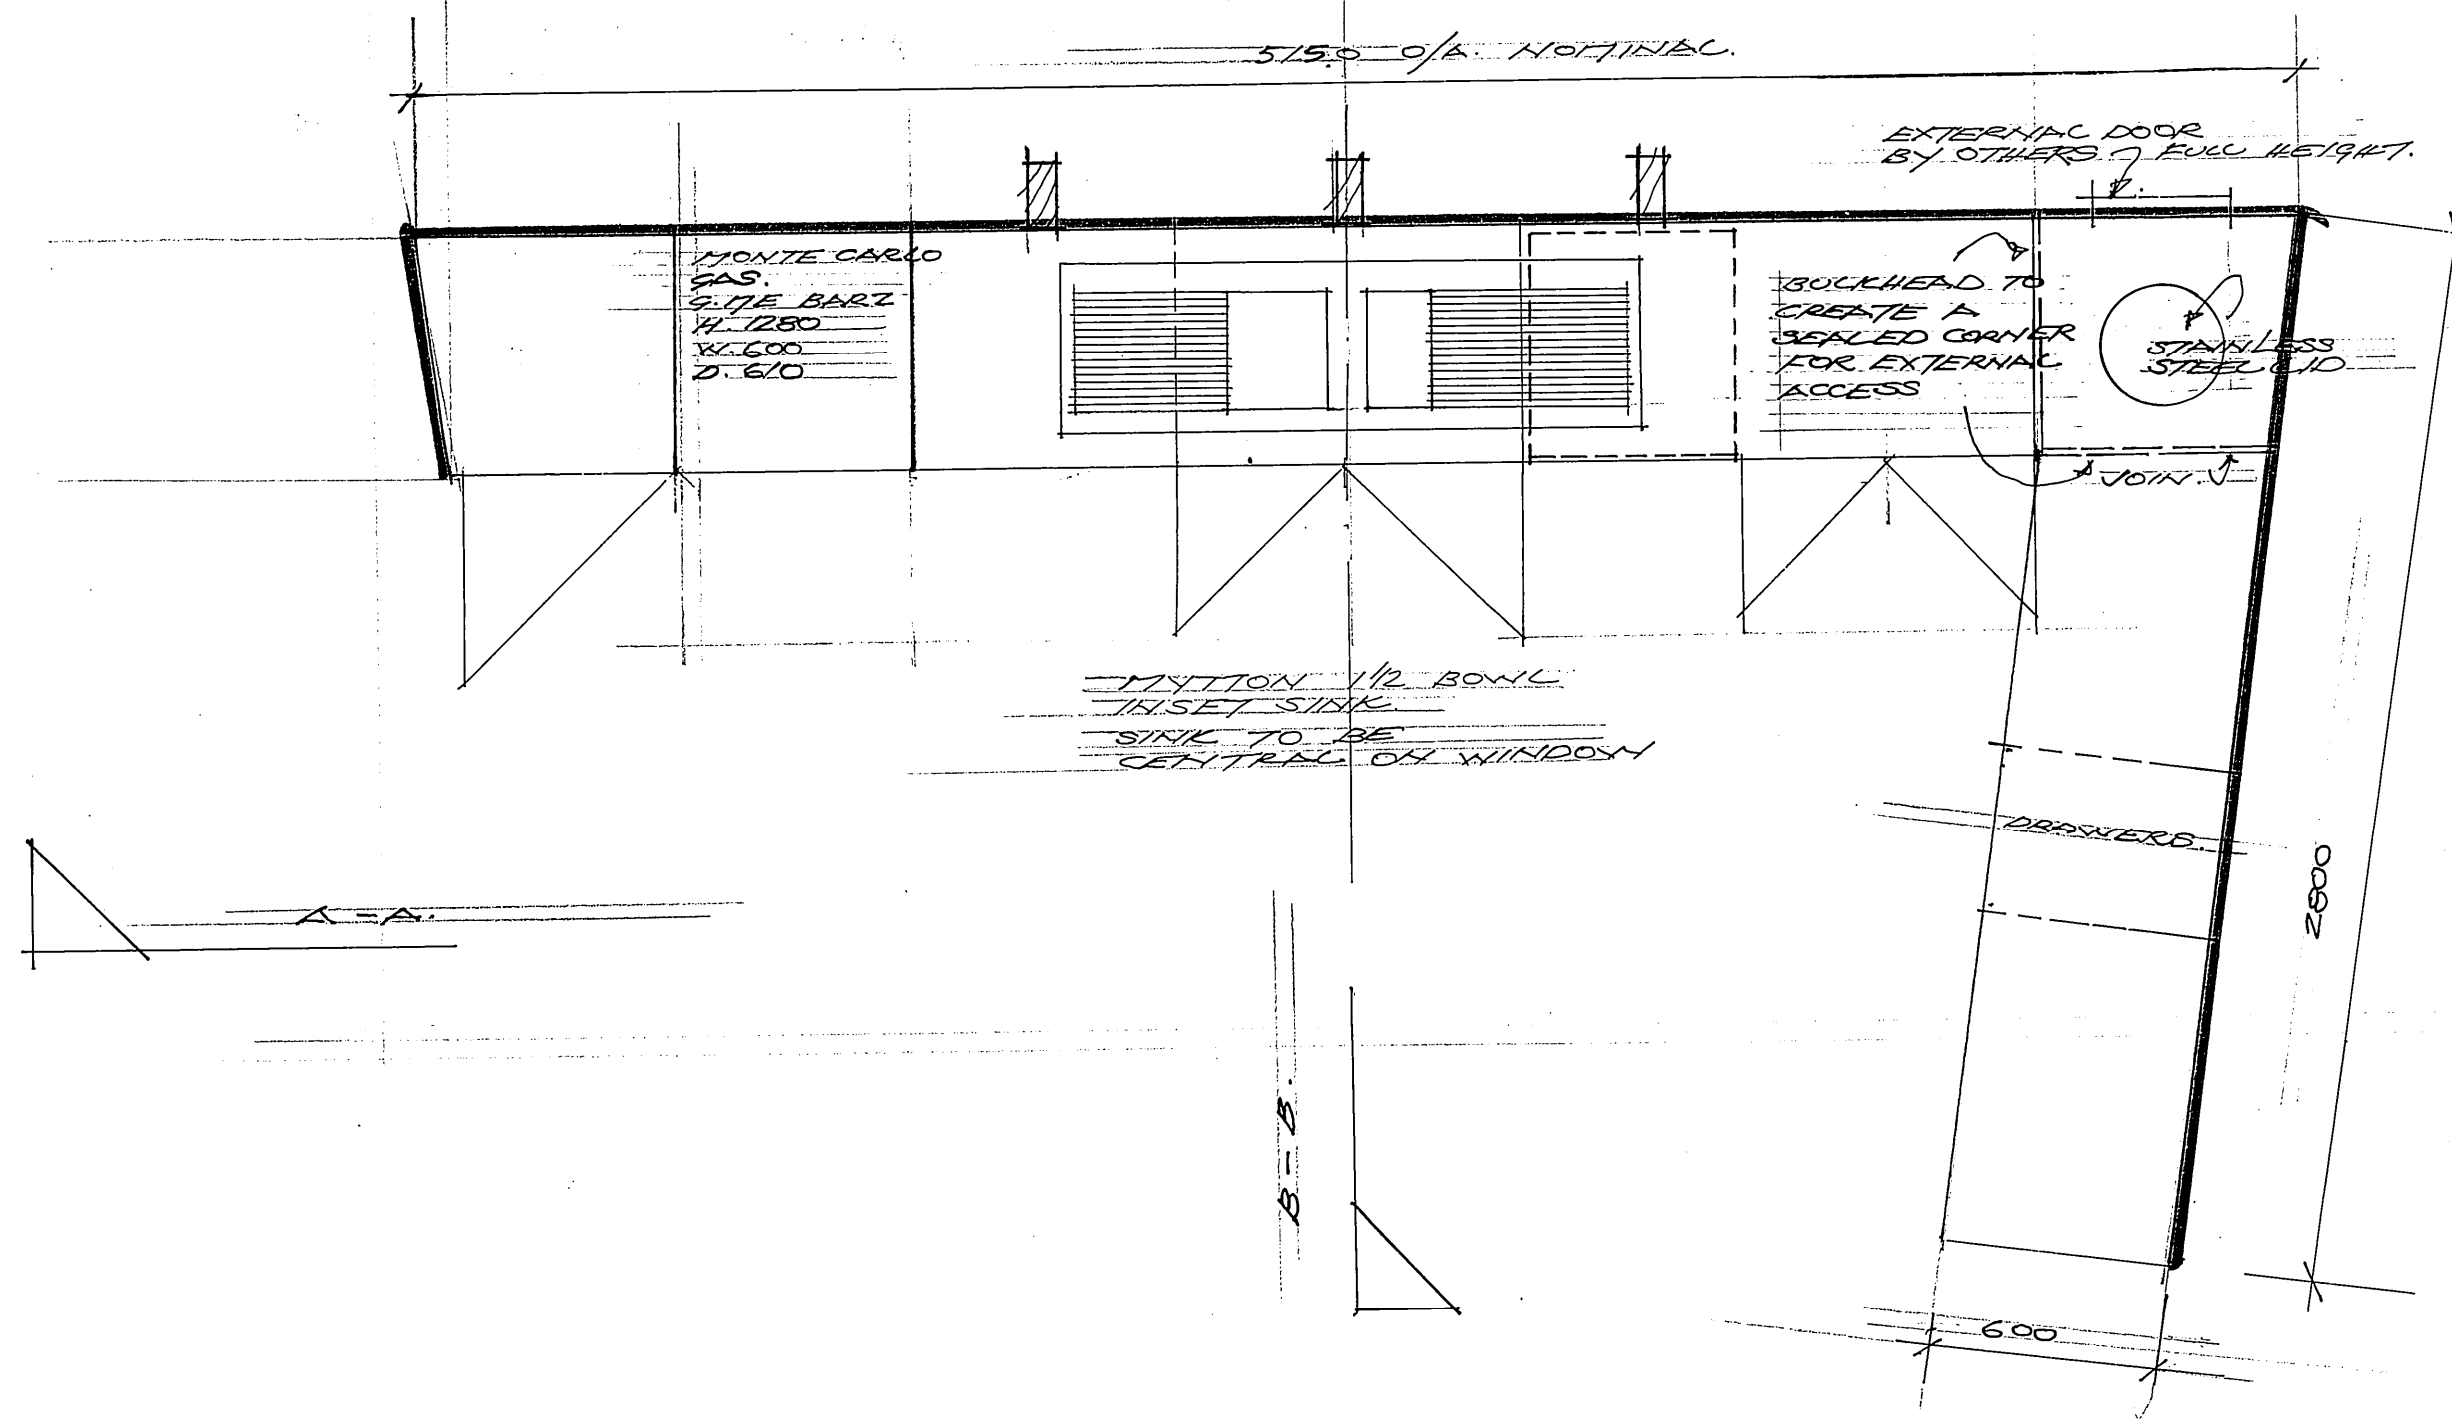 5150 O/A. NOMINAL.
EXTERNAL DOOR
BY OTHERS FULL HEIGHT.
MONTE CARLO
GAS.
H. 1280
W. 600
D. 610
BULKHEAD TO
CREATE A
SEALED CORNER
FOR EXTERNAL
ACCESS
STAINLESS
STEEL LID
JOIN.
MYTTON 1 1/2 BOWL
INSET SINK.
SINK TO BE
CENTRAL ON WINDOW
DRAWERS.
2800
A-A.
B-B.
600